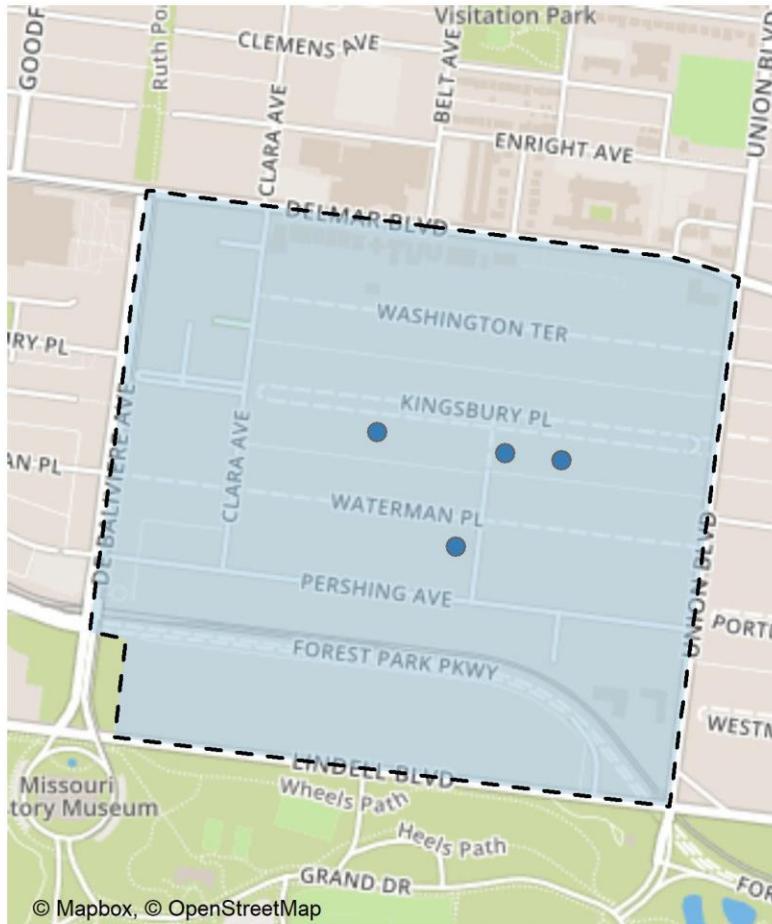 Visitation Park
GOODF
Ruth Po
CLEMENS AVE
BELT AVE
UNION BLVD
CLARA AVE
ENRIGHT AVE
DELMAR BLVD
WASHINGTON TER
RY PL
KINGSBURY PL
DE BALIVIERE AVE
CLARA AVE
AN PL
WATERMAN PL
UNION BLVD
PERSHING AVE
PORTL
FOREST PARK PKWY
WESTM
LINDELL BLVD
Missouri
tory Museum
Wheels Path
Heels Path
GRAND DR
FOR
© Mapbox, © OpenStreetMap